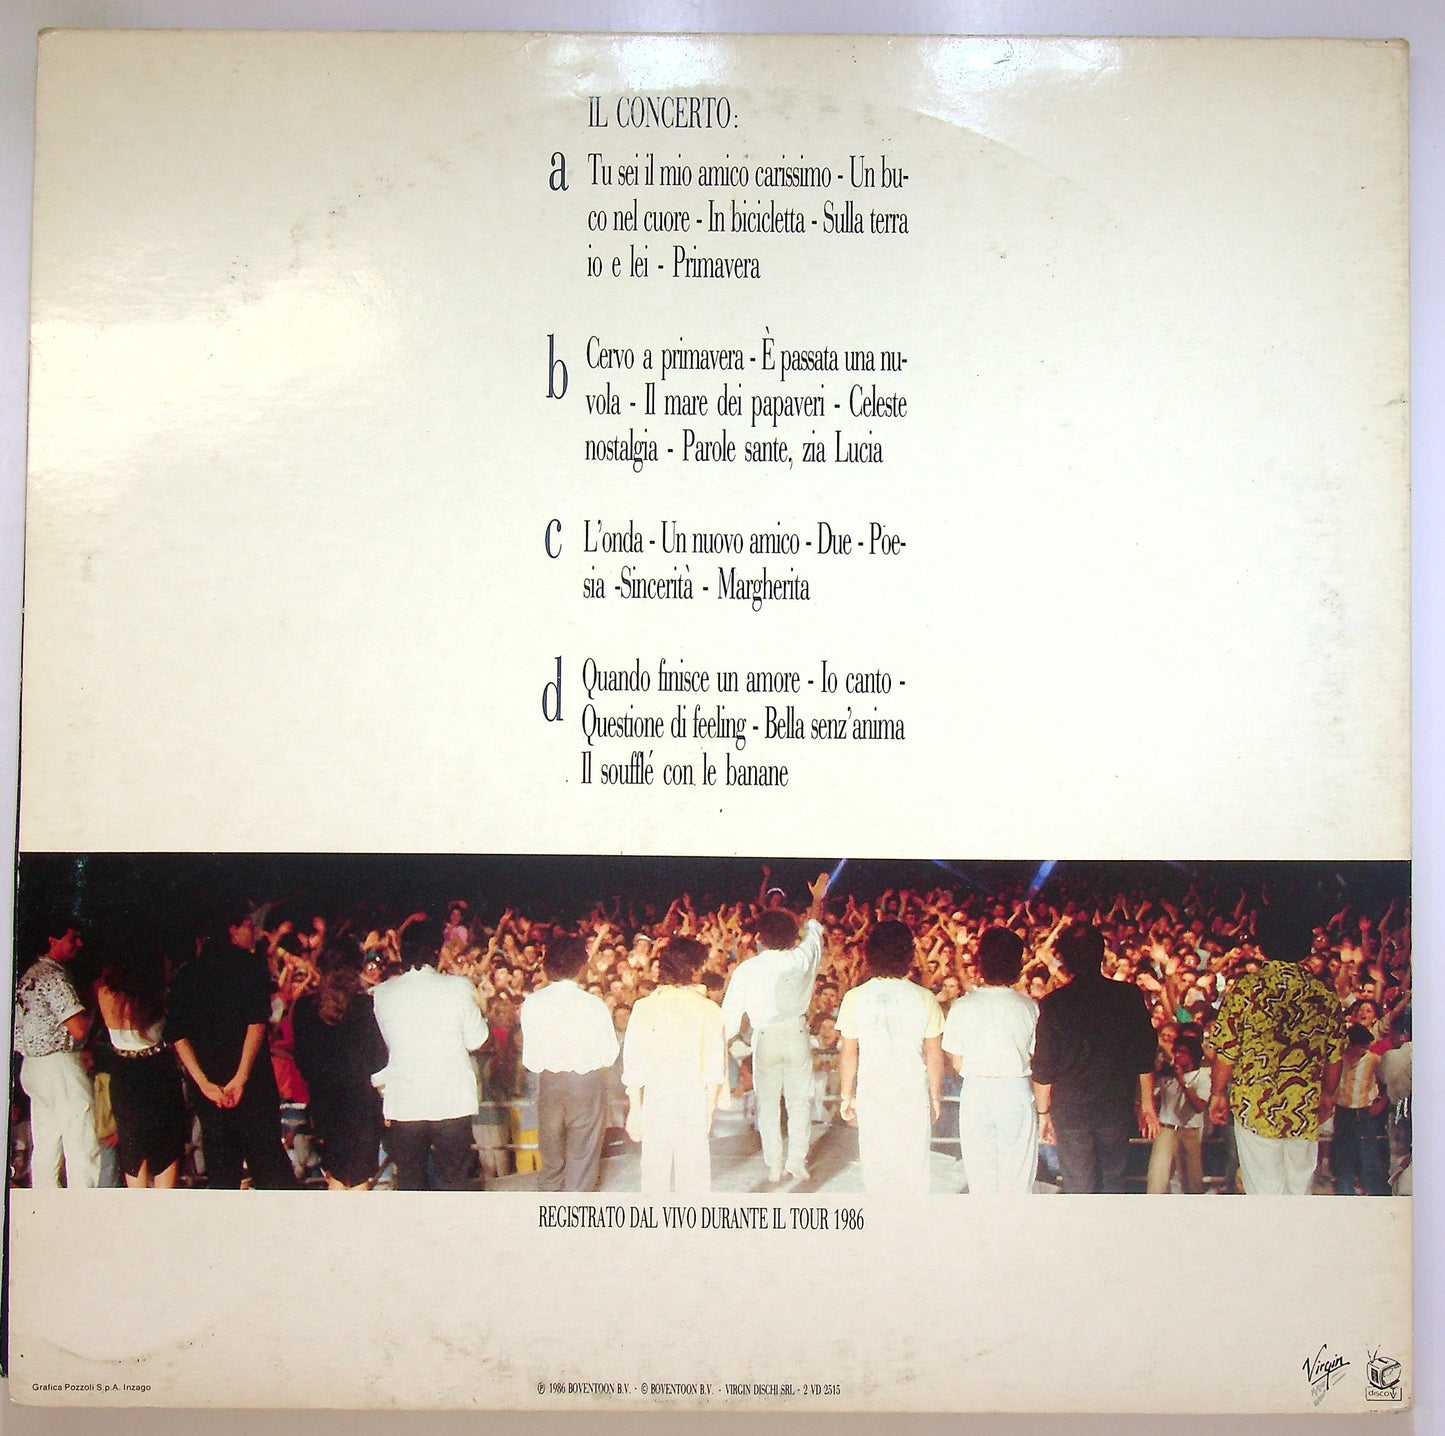 IL CONCERTO:
a Tu sei il mio amico carissimo - Un bu-
co nel cuore - In bicicletta - Sulla terra
io e lei - Primavera
b Cervo a primavera - È passata una nu-
vola - Il mare dei papaveri - Celeste
nostalgia - Parole sante, zia Lucia
c L'onda - Un nuovo amico - Due - Poe-
sia -Sincerità - Margherita
d Quando finisce un amore - Io canto -
Questione di feeling - Bella senz'anima
Il soufflé con le banane
REGISTRATO DAL VIVO DURANTE IL TOUR 1986
Grafica Pozzoli S.p.A. Inzago
℗ 1986 BOVENTOON B.V. - © BOVENTOON B.V. - VIRGIN DISCHI SRL - 2 VD 2515
Virgin
discoTV